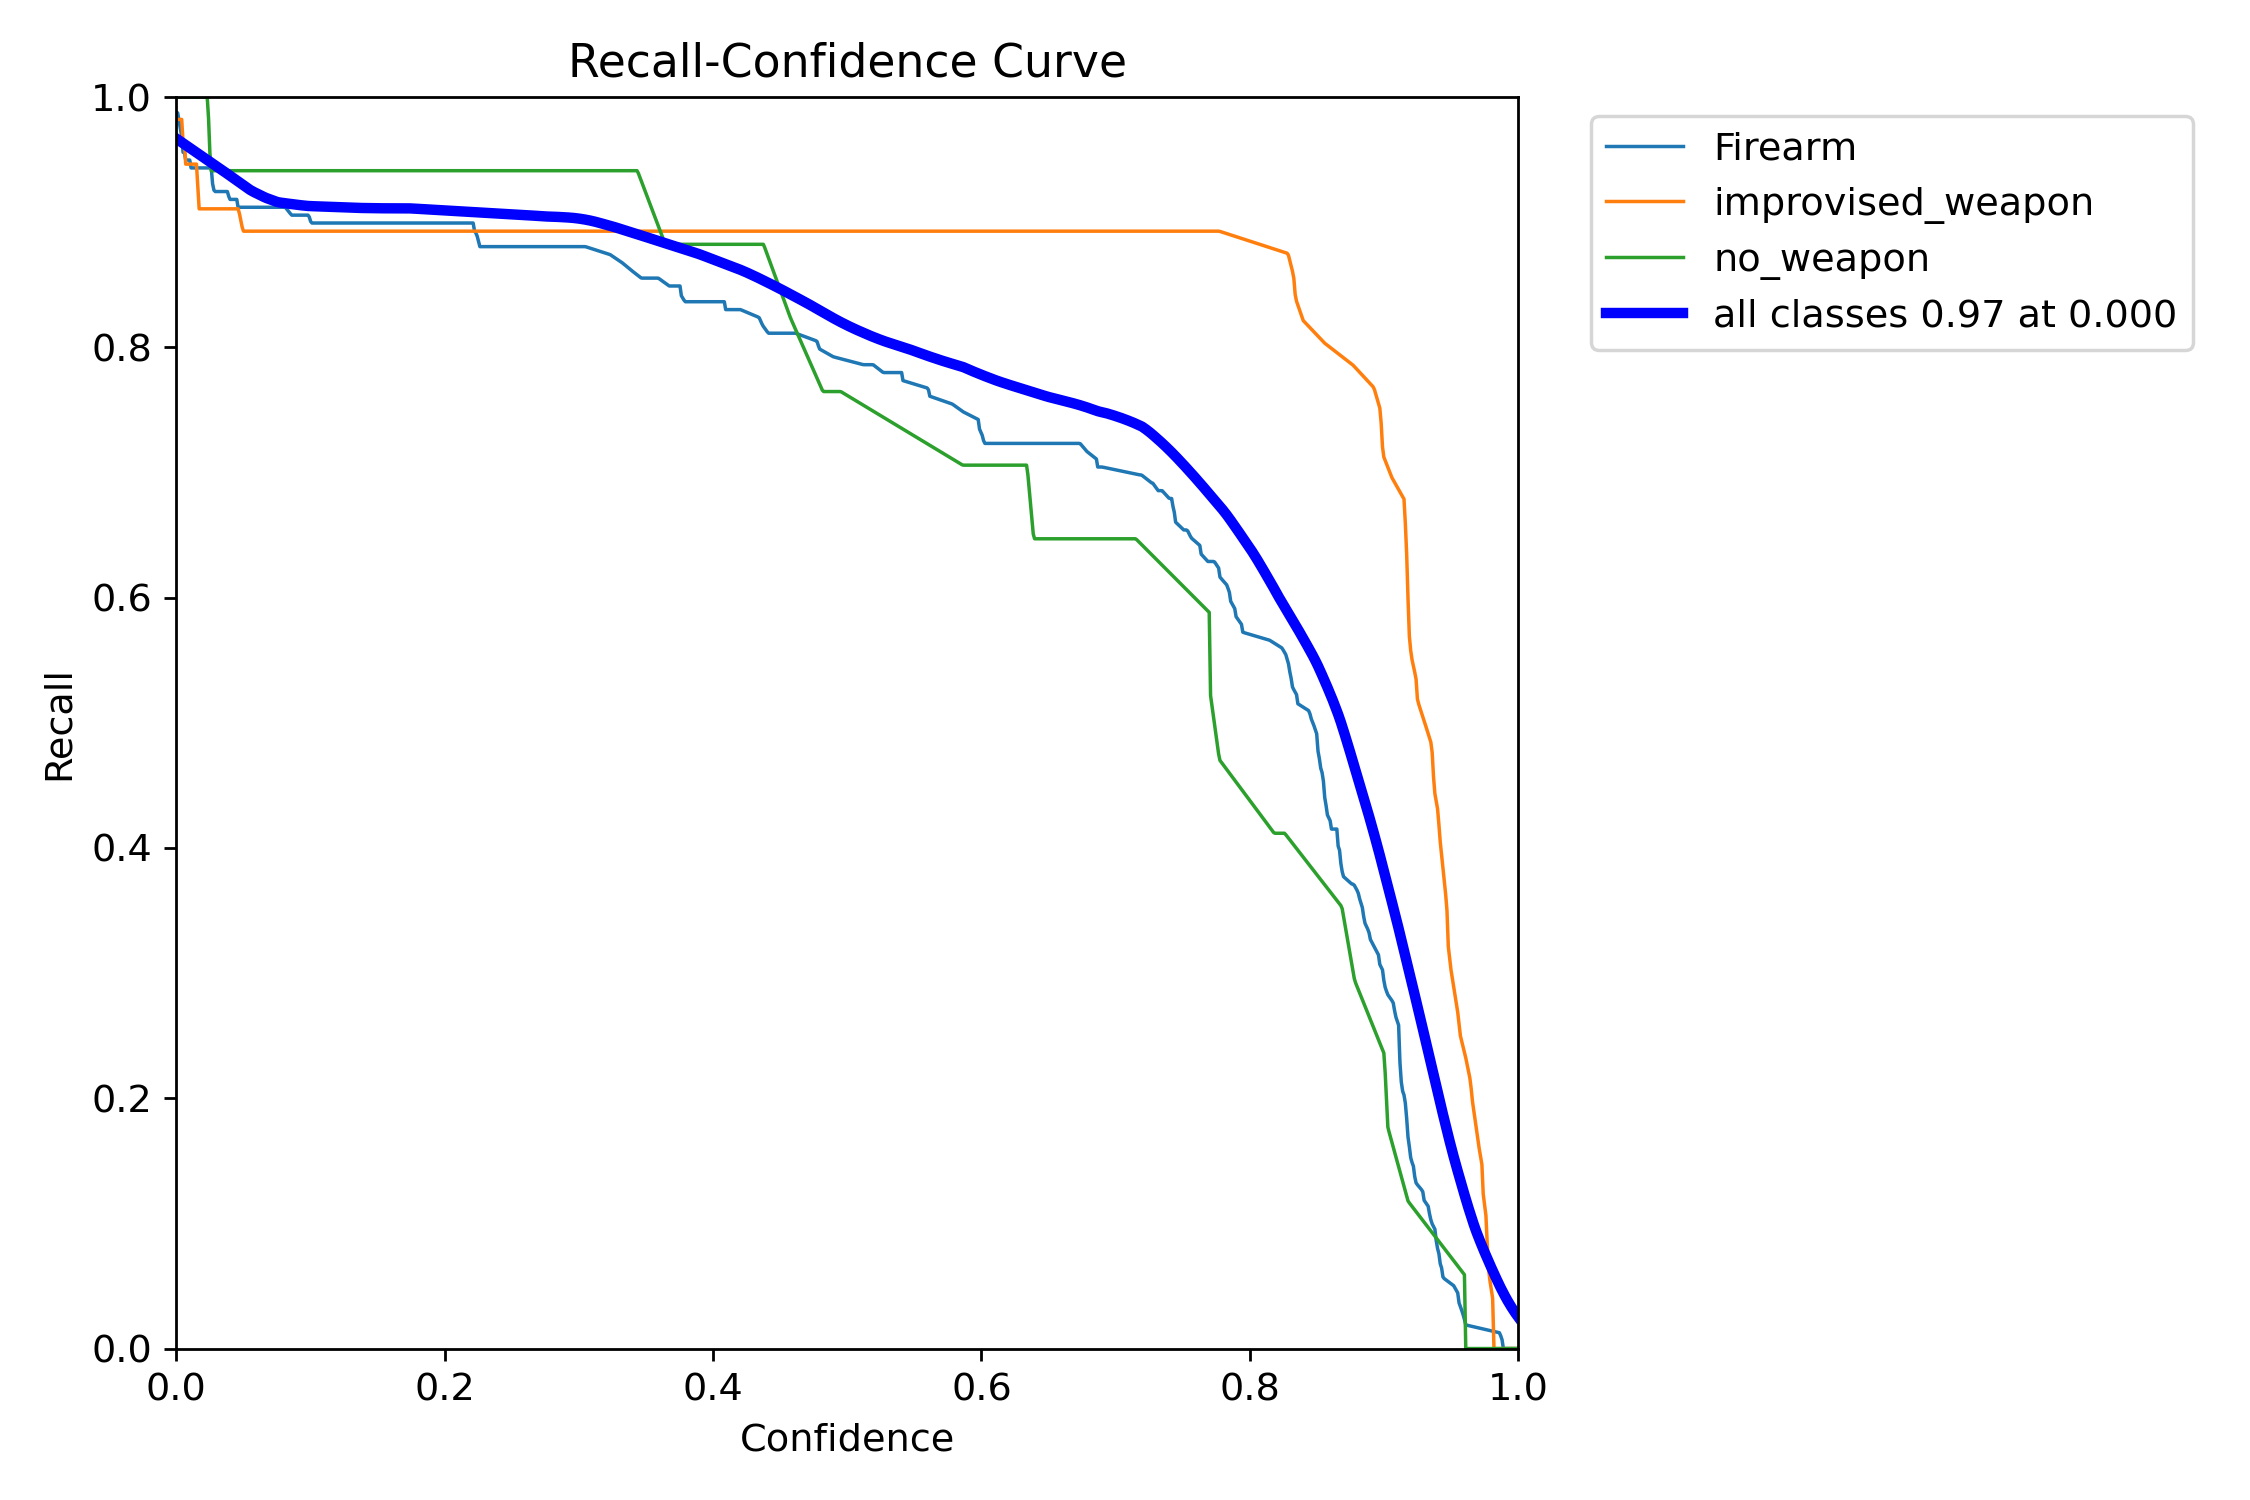 Recall-Confidence Curve
1.0
0.8
0.6
0.4
0.2
0.0
Recall
0.0 0.2 0.4 0.6 0.8 1.0
Confidence
Firearm
improvised_weapon
no_weapon
all classes 0.97 at 0.000